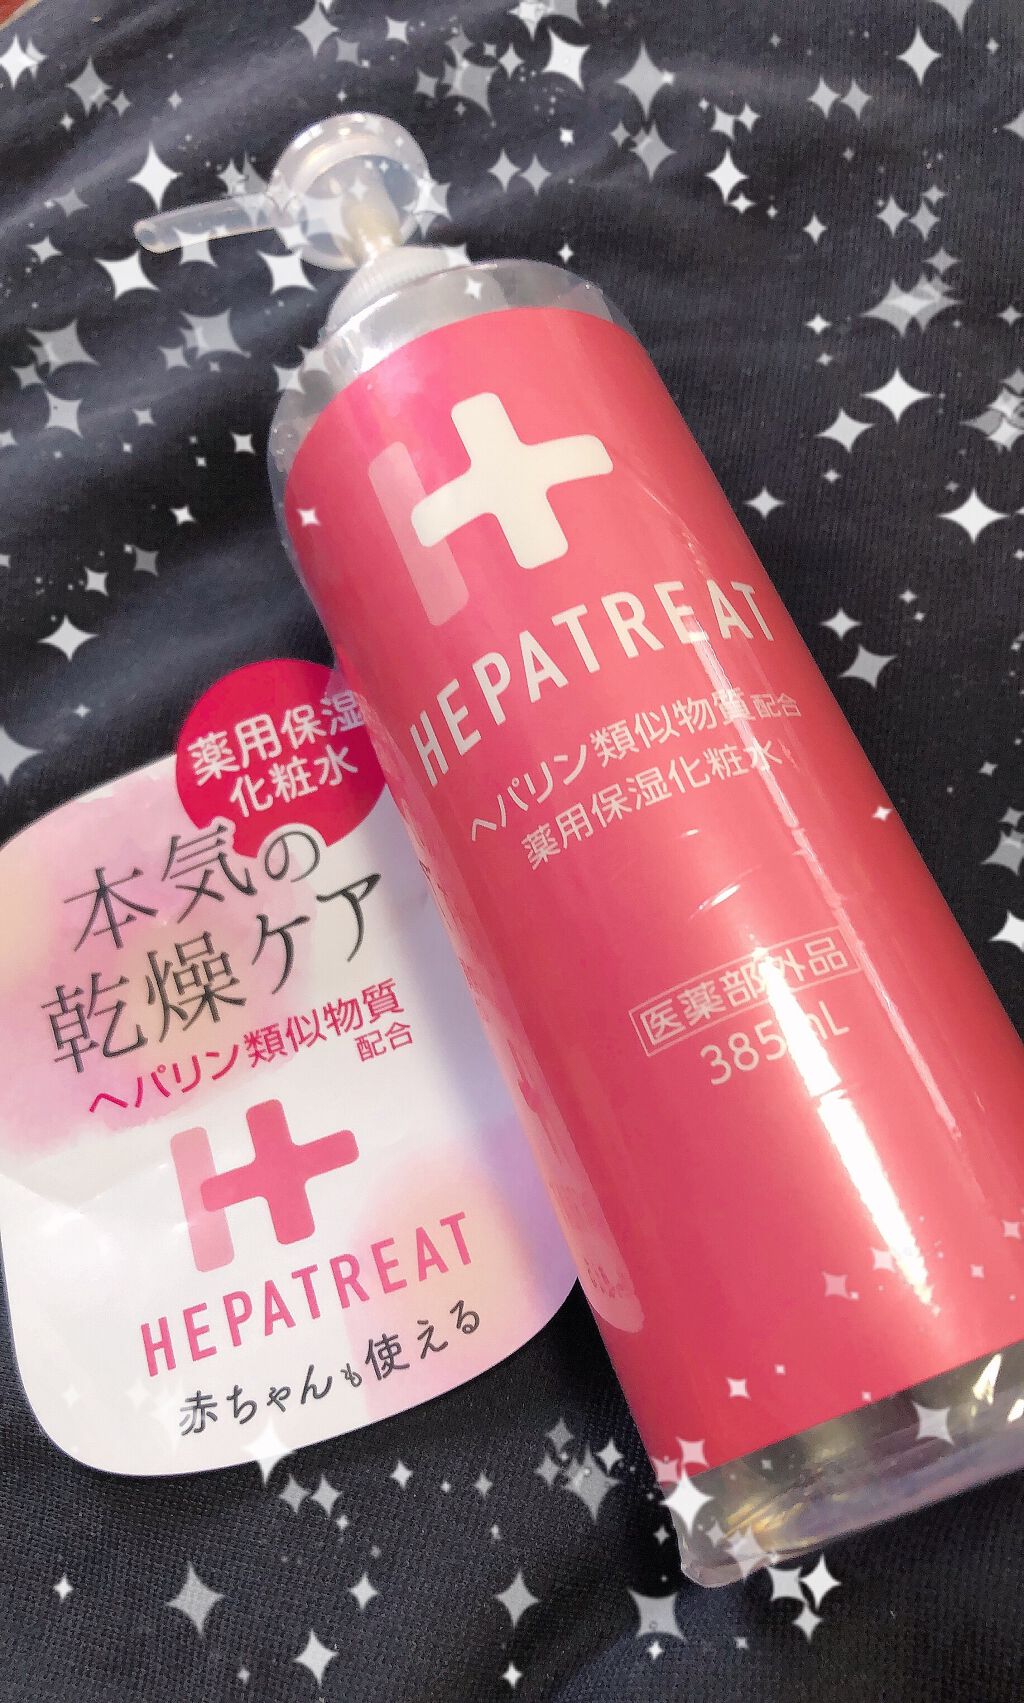 HEPATREAT
ヘパリン類似物質配合
薬用保湿化粧水
医薬部外品
385mL
薬用保湿
化粧水
本気の
乾燥ケア
ヘパリン類似物質
配合
HEPATREAT
赤ちゃんも使える